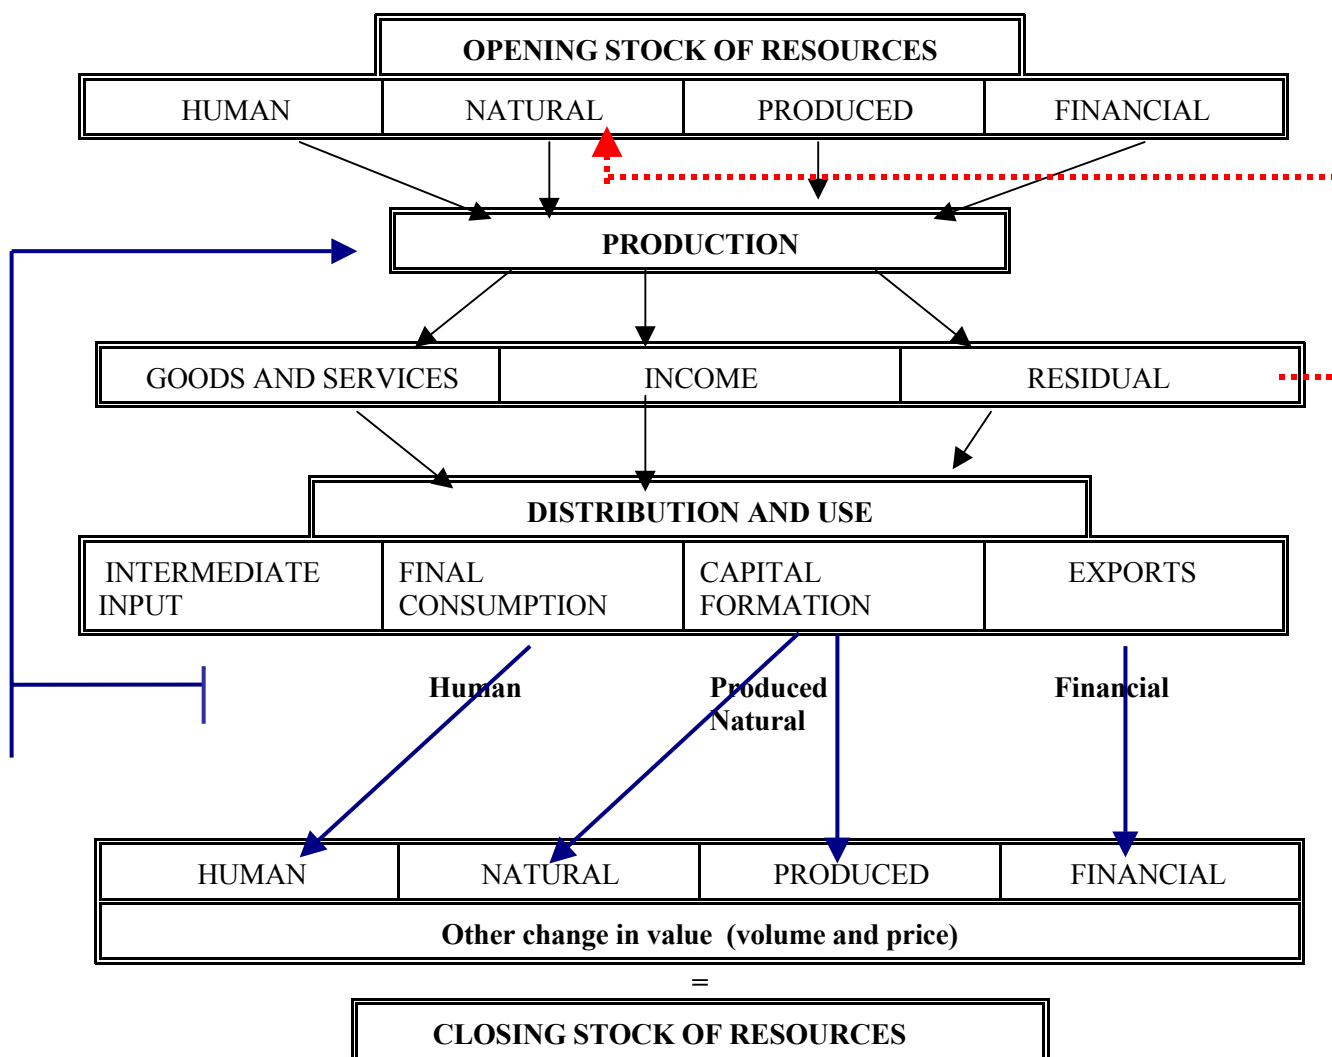 OPENING STOCK OF RESOURCES
HUMAN NATURAL PRODUCED FINANCIAL
PRODUCTION
GOODS AND SERVICES INCOME RESIDUAL
DISTRIBUTION AND USE
INTERMEDIATE INPUT
FINAL CONSUMPTION
CAPITAL FORMATION
EXPORTS
Human
Produced
Natural
Financial
HUMAN NATURAL PRODUCED FINANCIAL
Other change in value (volume and price)
=
CLOSING STOCK OF RESOURCES